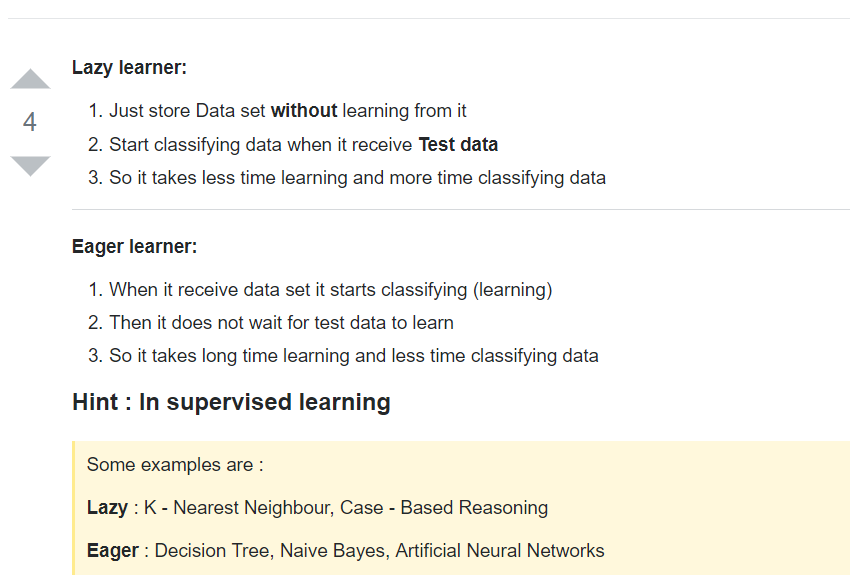 Lazy learner:
1. Just store Data set without learning from it
4
2. Start classifying data when it receive Test data
3. So it takes less time learning and more time classifying data
Eager learner:
1. When it receive data set it starts classifying (learning)
2. Then it does not wait for test data to learn
3. So it takes long time learning and less time classifying data
Hint : In supervised learning
Some examples are :
Lazy : K - Nearest Neighbour, Case - Based Reasoning
Eager : Decision Tree, Naive Bayes, Artificial Neural Networks